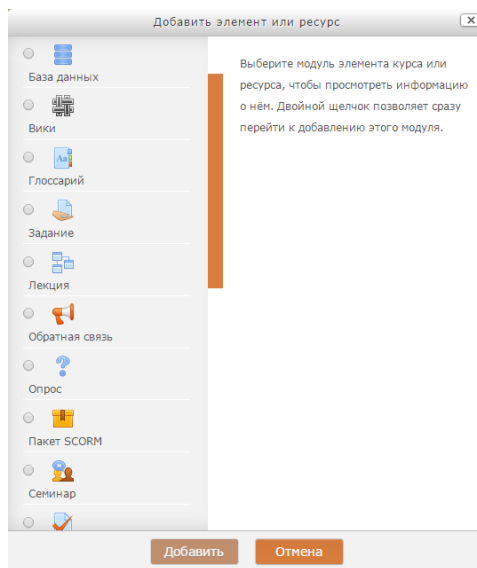 Добавить элемент или ресурс
База данных
Вики
Aa
Глоссарий
Задание
Лекция
Обратная связь
Опрос
Пакет SCORM
Семинар
Выберите модуль элемента курса или
ресурса, чтобы просмотреть информацию
о нём. Двойной щелчок позволяет сразу
перейти к добавлению этого модуля.
Добавить
Отмена